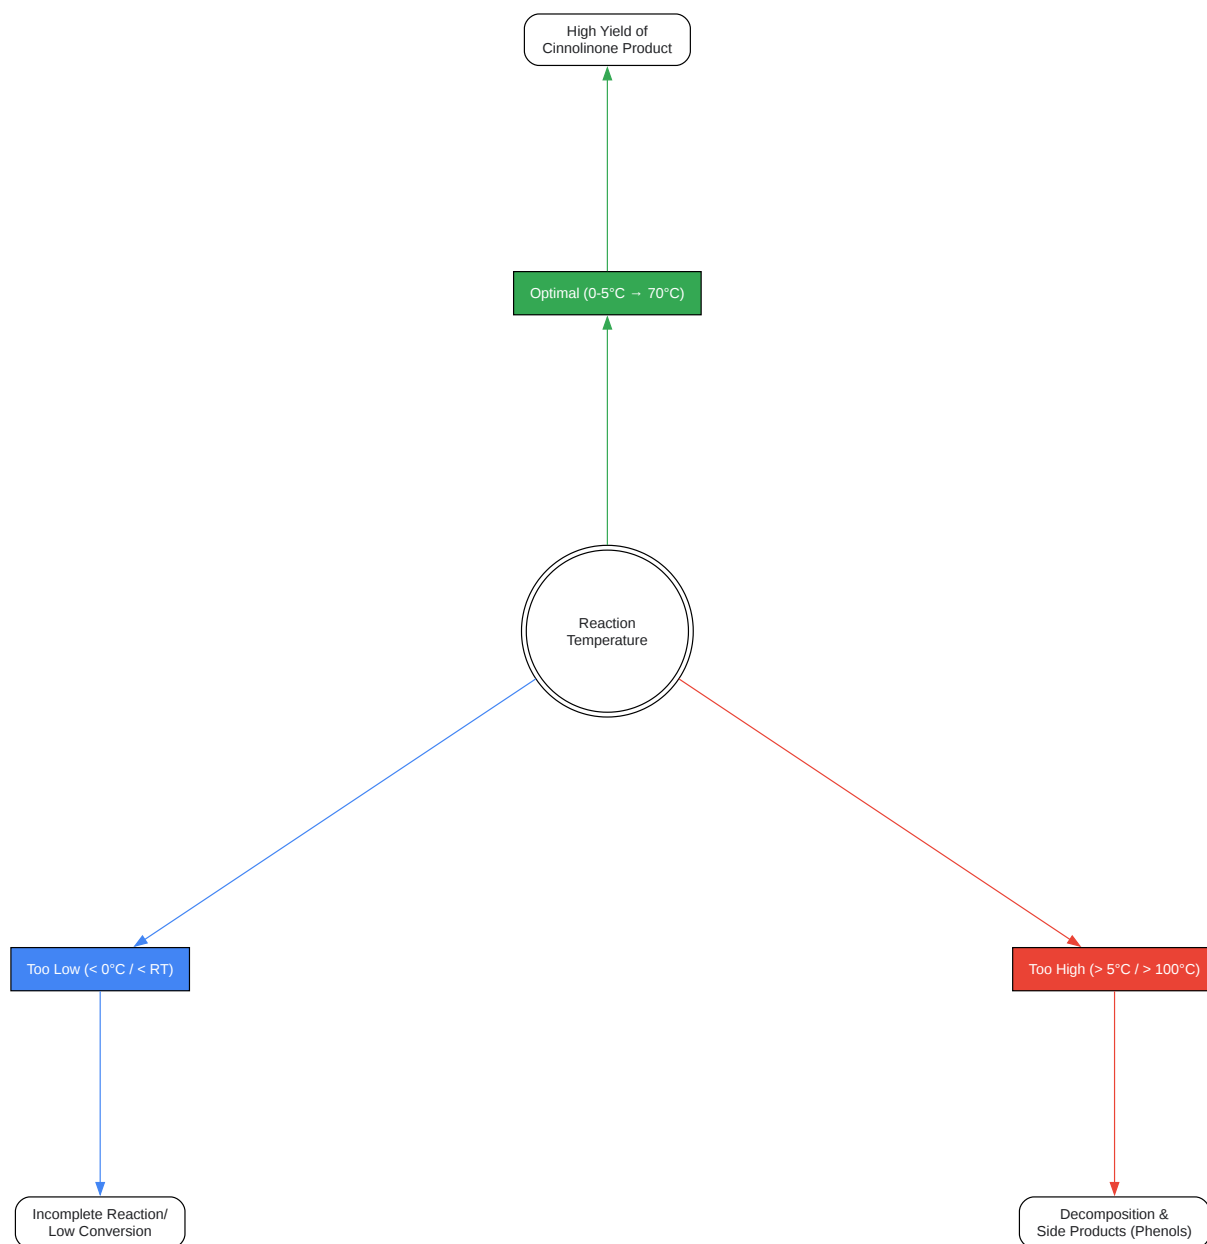 High Yield of
Cinnolinone Product
Optimal (0-5°C → 70°C)
Reaction
Temperature
Too Low (< 0°C / < RT)
Too High (> 5°C / > 100°C)
Incomplete Reaction/
Low Conversion
Decomposition &
Side Products (Phenols)